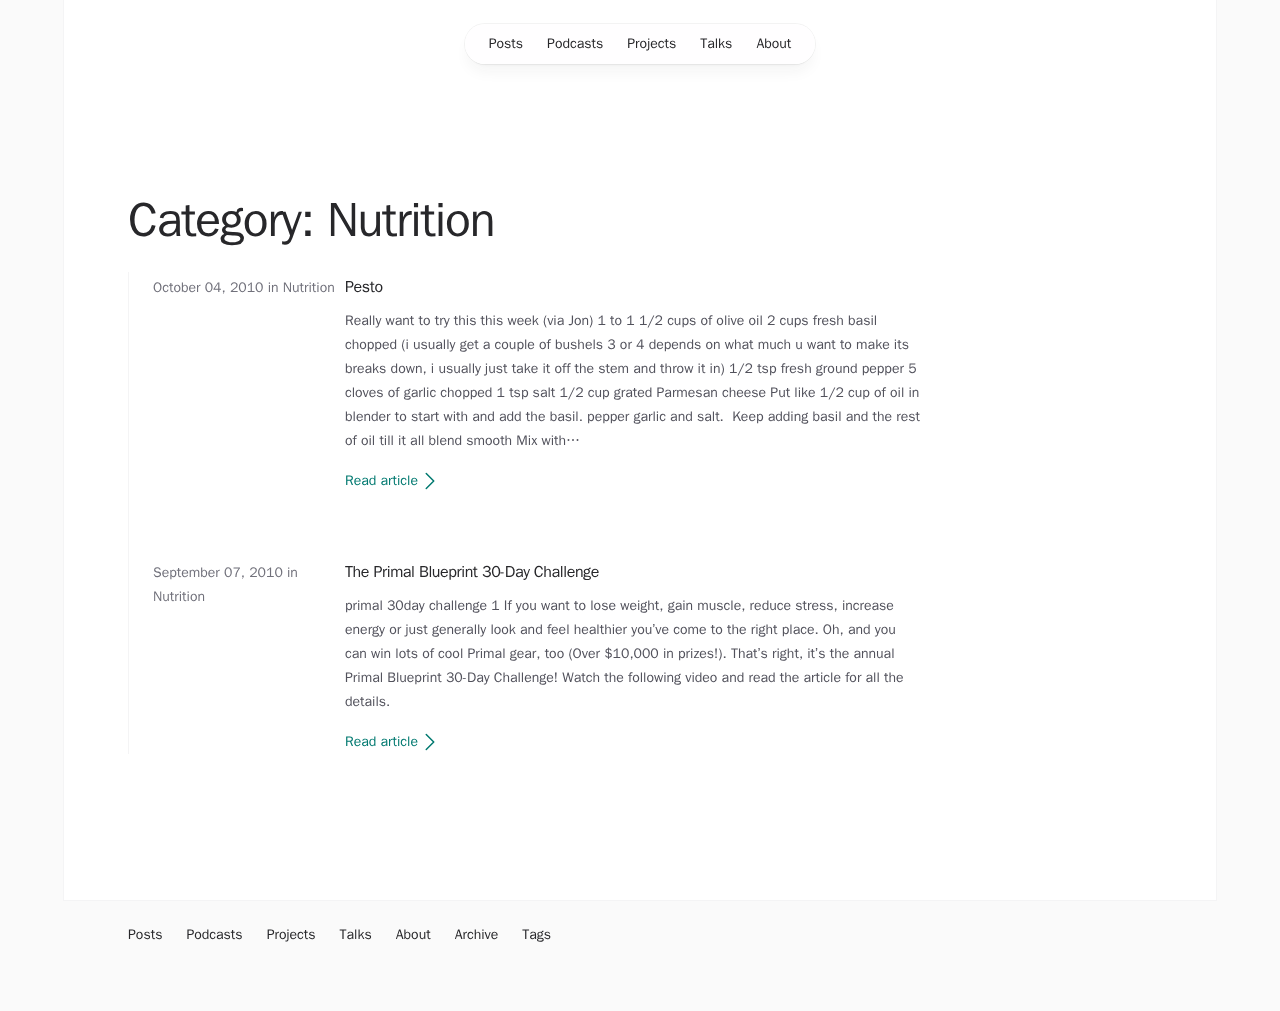 Posts Podcasts Projects Talks About
Category: Nutrition
October 04, 2010 in Nutrition
Pesto
Really want to try this this week (via Jon) 1 to 1 1/2 cups of olive oil 2 cups fresh basil
chopped (i usually get a couple of bushels 3 or 4 depends on what much u want to make its
breaks down, i usually just take it off the stem and throw it in) 1/2 tsp fresh ground pepper 5
cloves of garlic chopped 1 tsp salt 1/2 cup grated Parmesan cheese Put like 1/2 cup of oil in
blender to start with and add the basil. pepper garlic and salt.  Keep adding basil and the rest
of oil till it all blend smooth Mix with⋯
Read article
September 07, 2010 in
Nutrition
The Primal Blueprint 30-Day Challenge
primal 30day challenge 1 If you want to lose weight, gain muscle, reduce stress, increase
energy or just generally look and feel healthier you’ve come to the right place. Oh, and you
can win lots of cool Primal gear, too (Over $10,000 in prizes!). That’s right, it’s the annual
Primal Blueprint 30-Day Challenge! Watch the following video and read the article for all the
details.
Read article
Posts Podcasts Projects Talks About Archive Tags